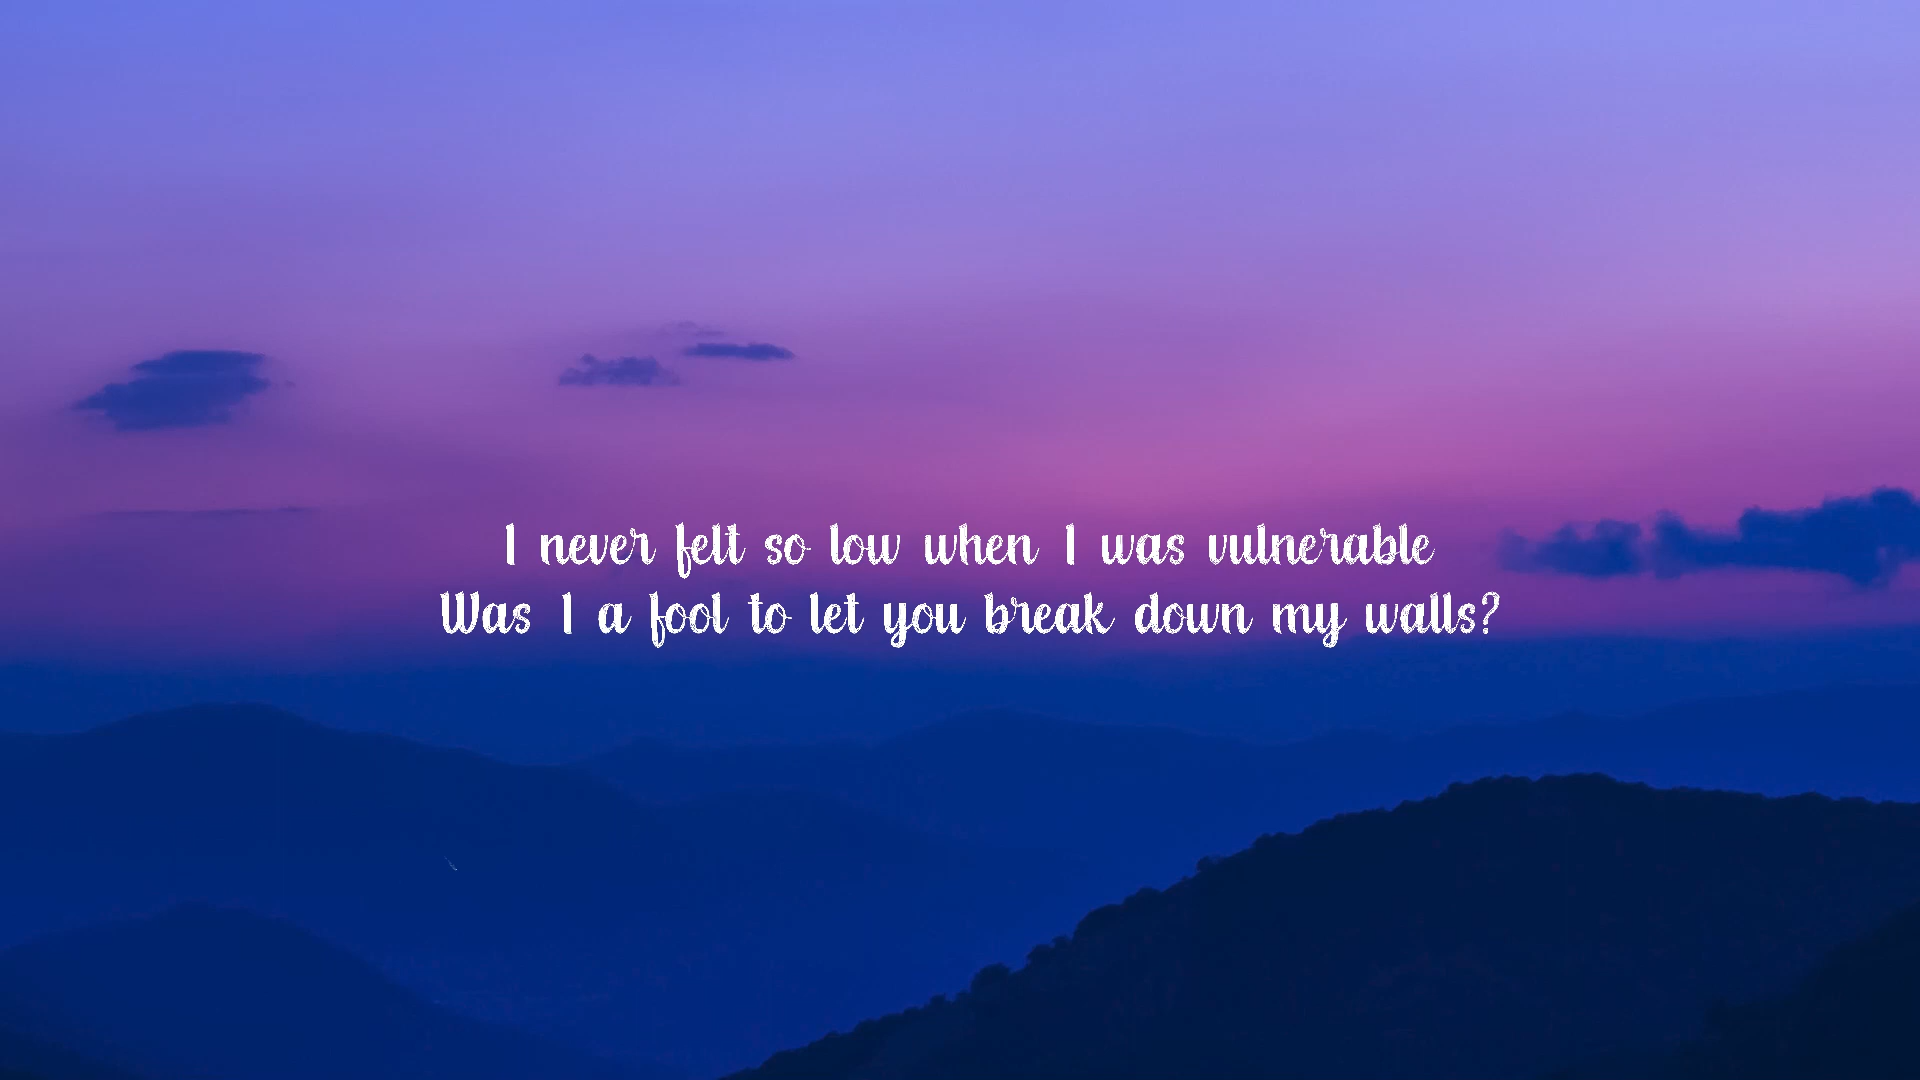 I never felt so low when I was vulnerable
Was I a fool to let you break down my walls?